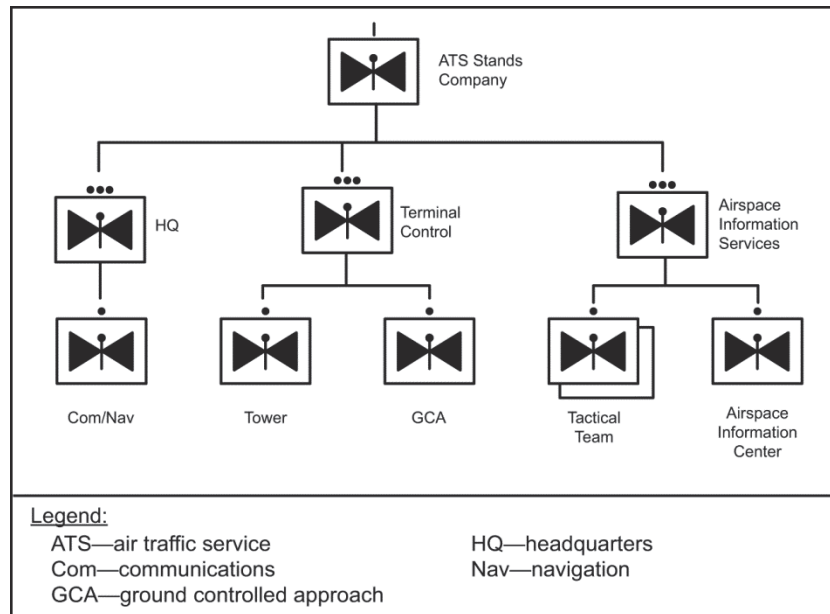 ATS Stands
Company
HQ
Terminal
Control
Airspace
Information
Services
Com/Nav
Tower
GCA
Tactical
Team
Airspace
Information
Center
Legend:
ATS—air traffic service
HQ—headquarters
Com—communications
Nav—navigation
GCA—ground controlled approach